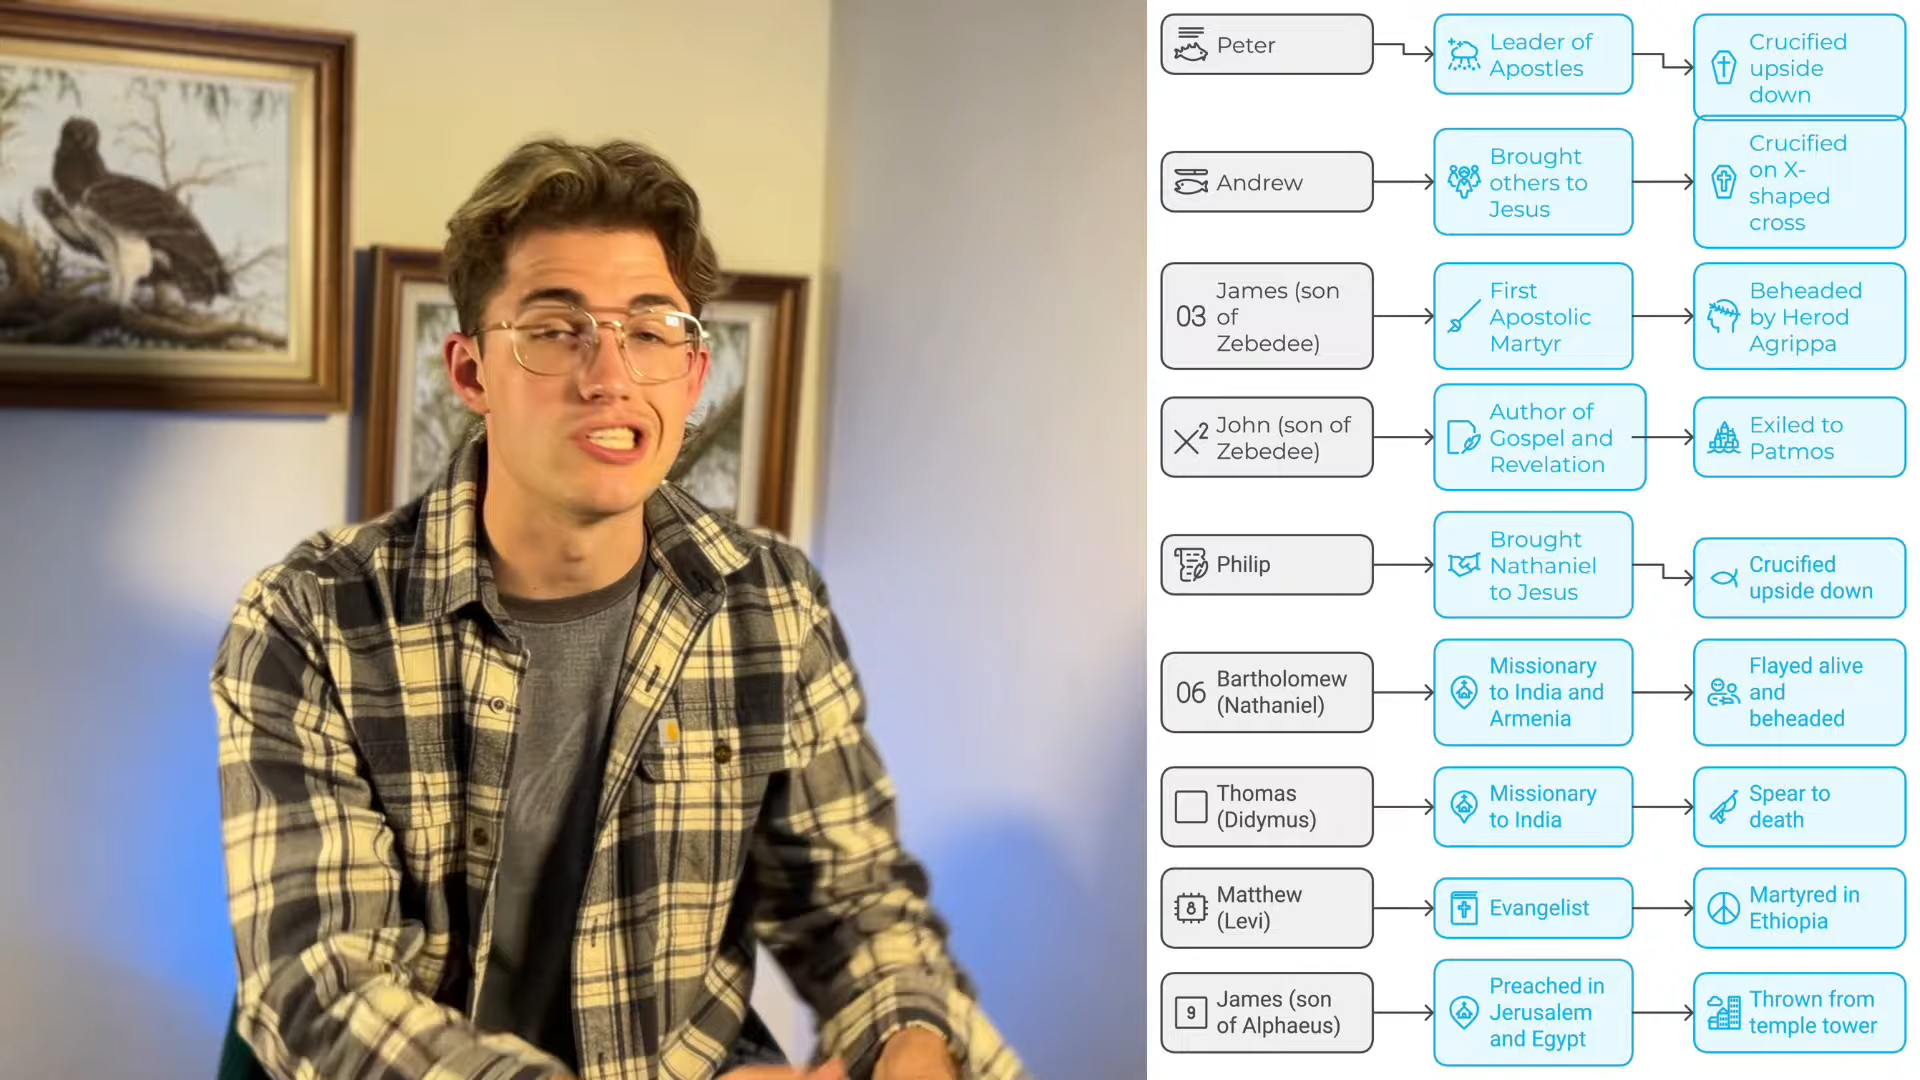 Peter
Leader of
Apostles
Crucified
upside
down
Andrew
Brought
others to
Jesus
Crucified
on X-
shaped
cross
03
James (son
of
Zebedee)
First
Apostolic
Martyr
Beheaded
by Herod
Agrippa
X2
John (son of
Zebedee)
Author of
Gospel and
Revelation
Exiled to
Patmos
Philip
Brought
Nathaniel
to Jesus
Crucified
upside down
06
Bartholomew
(Nathaniel)
Missionary
to India and
Armenia
Flayed alive
and
beheaded
Thomas
(Didymus)
Missionary
to India
Spear to
death
8
Matthew
(Levi)
Evangelist
Martyred in
Ethiopia
9
James (son
of Alphaeus)
Preached in
Jerusalem
and Egypt
Thrown from
temple tower